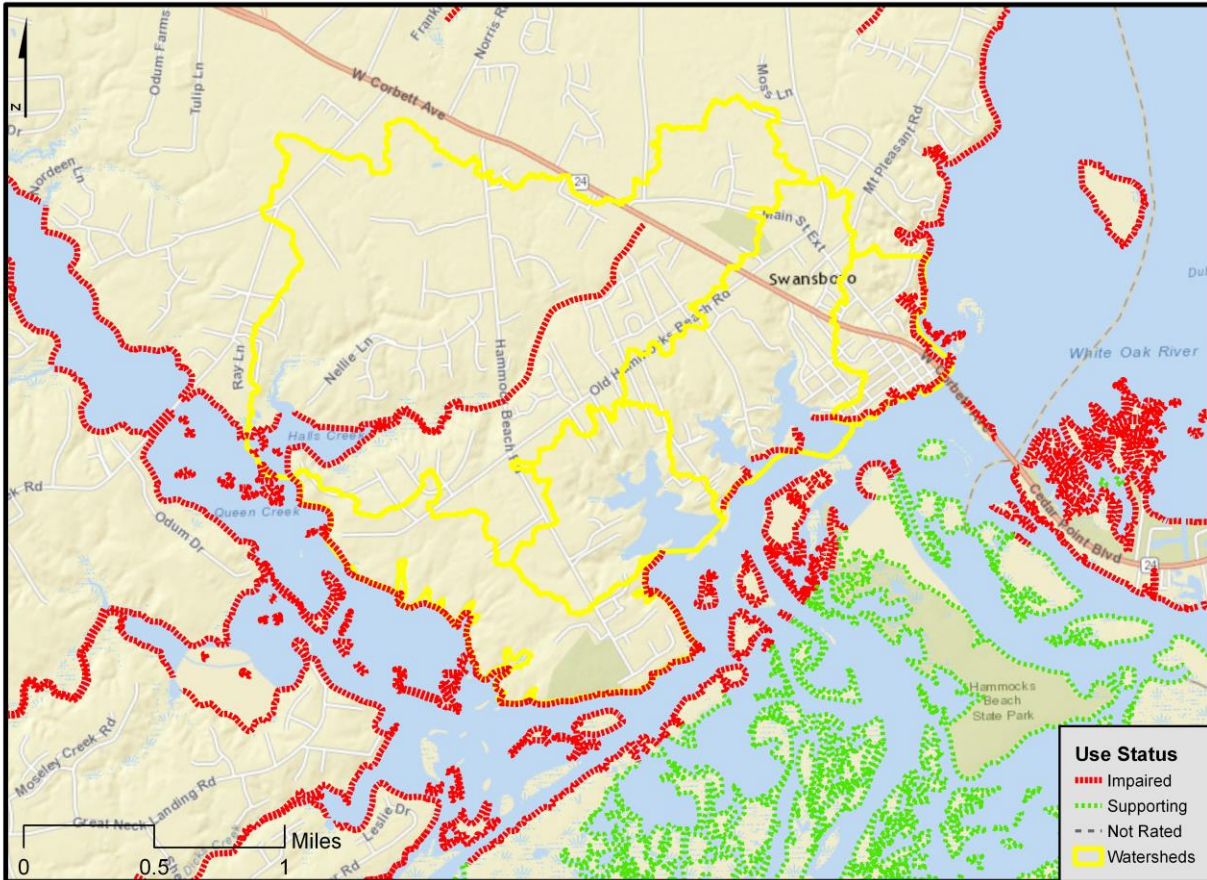 Odum Farms
Tulip Ln
Norris R
W Corbett Ave
Moss Ln
Mt Pleasant Rd
Z
Dr
Nordeen Ln
24
Main St Ext
Swansboro
Old Hammocks Beach Rd
White Oak River
Ray Ln
Nellie Ln
Hammock Beach
Halls Creek
ek Rd
Queen Creek
Odum Dr
Cedar Point Blvd
24
Hammocks
Beach
State Park
Moseley Creek Rd
Great Neck Landing Rd
Leslie Dr
r Rd
0
0.5
1
Miles
Use Status
Impaired
Supporting
Not Rated
Watersheds